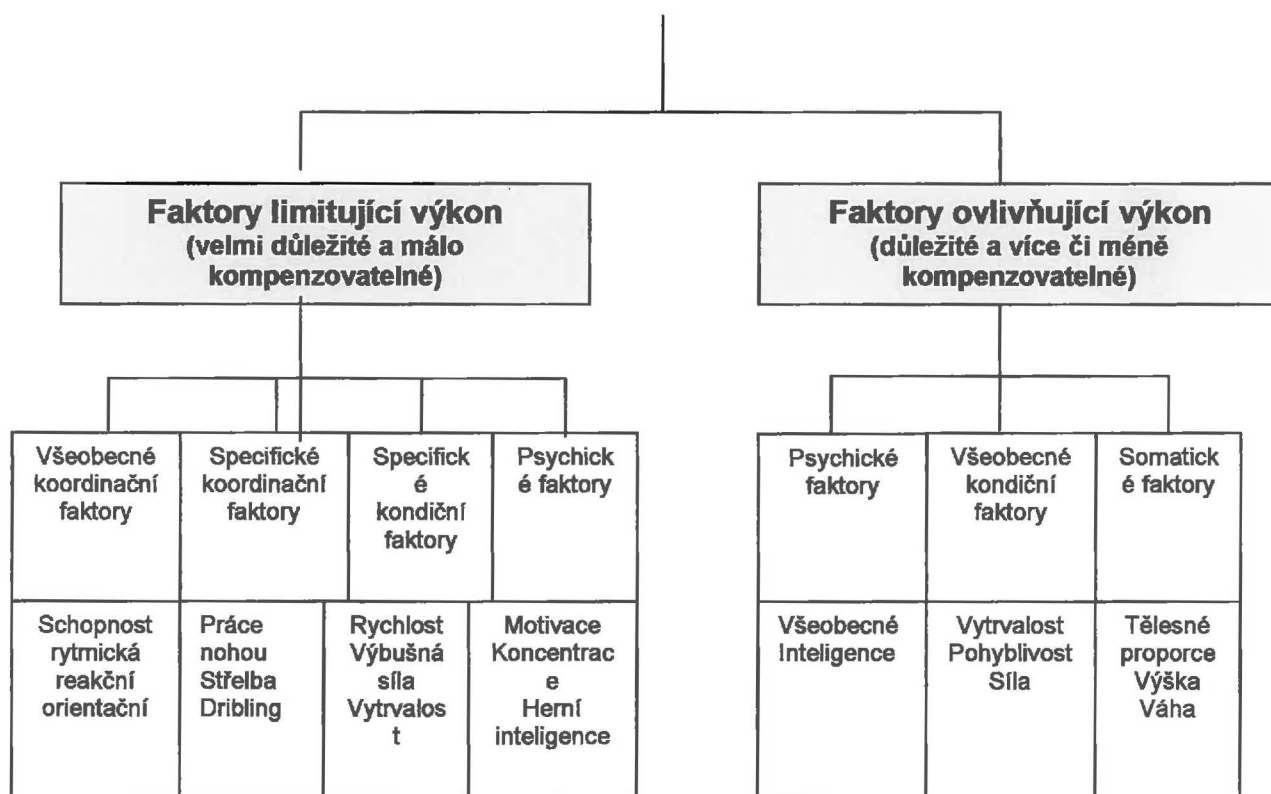 Faktory limitující výkon
(velmi důležité a málo
kompenzovatelné)
Faktory ovlivňující výkon
(důležité a více či méně
kompenzovatelné)
Všeobecné
koordinační
faktory
Specifické
koordinační
faktory
Specifick
é
kondiční
faktory
Psychick
é faktory
Psychické
faktory
Všeobecné
kondiční
faktory
Somatick
é faktory
Schopnost
rytmická
reakční
orientační
Práce
nohou
Střelba
Dribling
Rychlost
Výbušná
síla
Vytrvalos
t
Motivace
Koncentrac
e
Herní
inteligence
Všeobecné
Inteligence
Vytrvalost
Pohyblivost
Síla
Tělesné
proporce
Výška
Váha